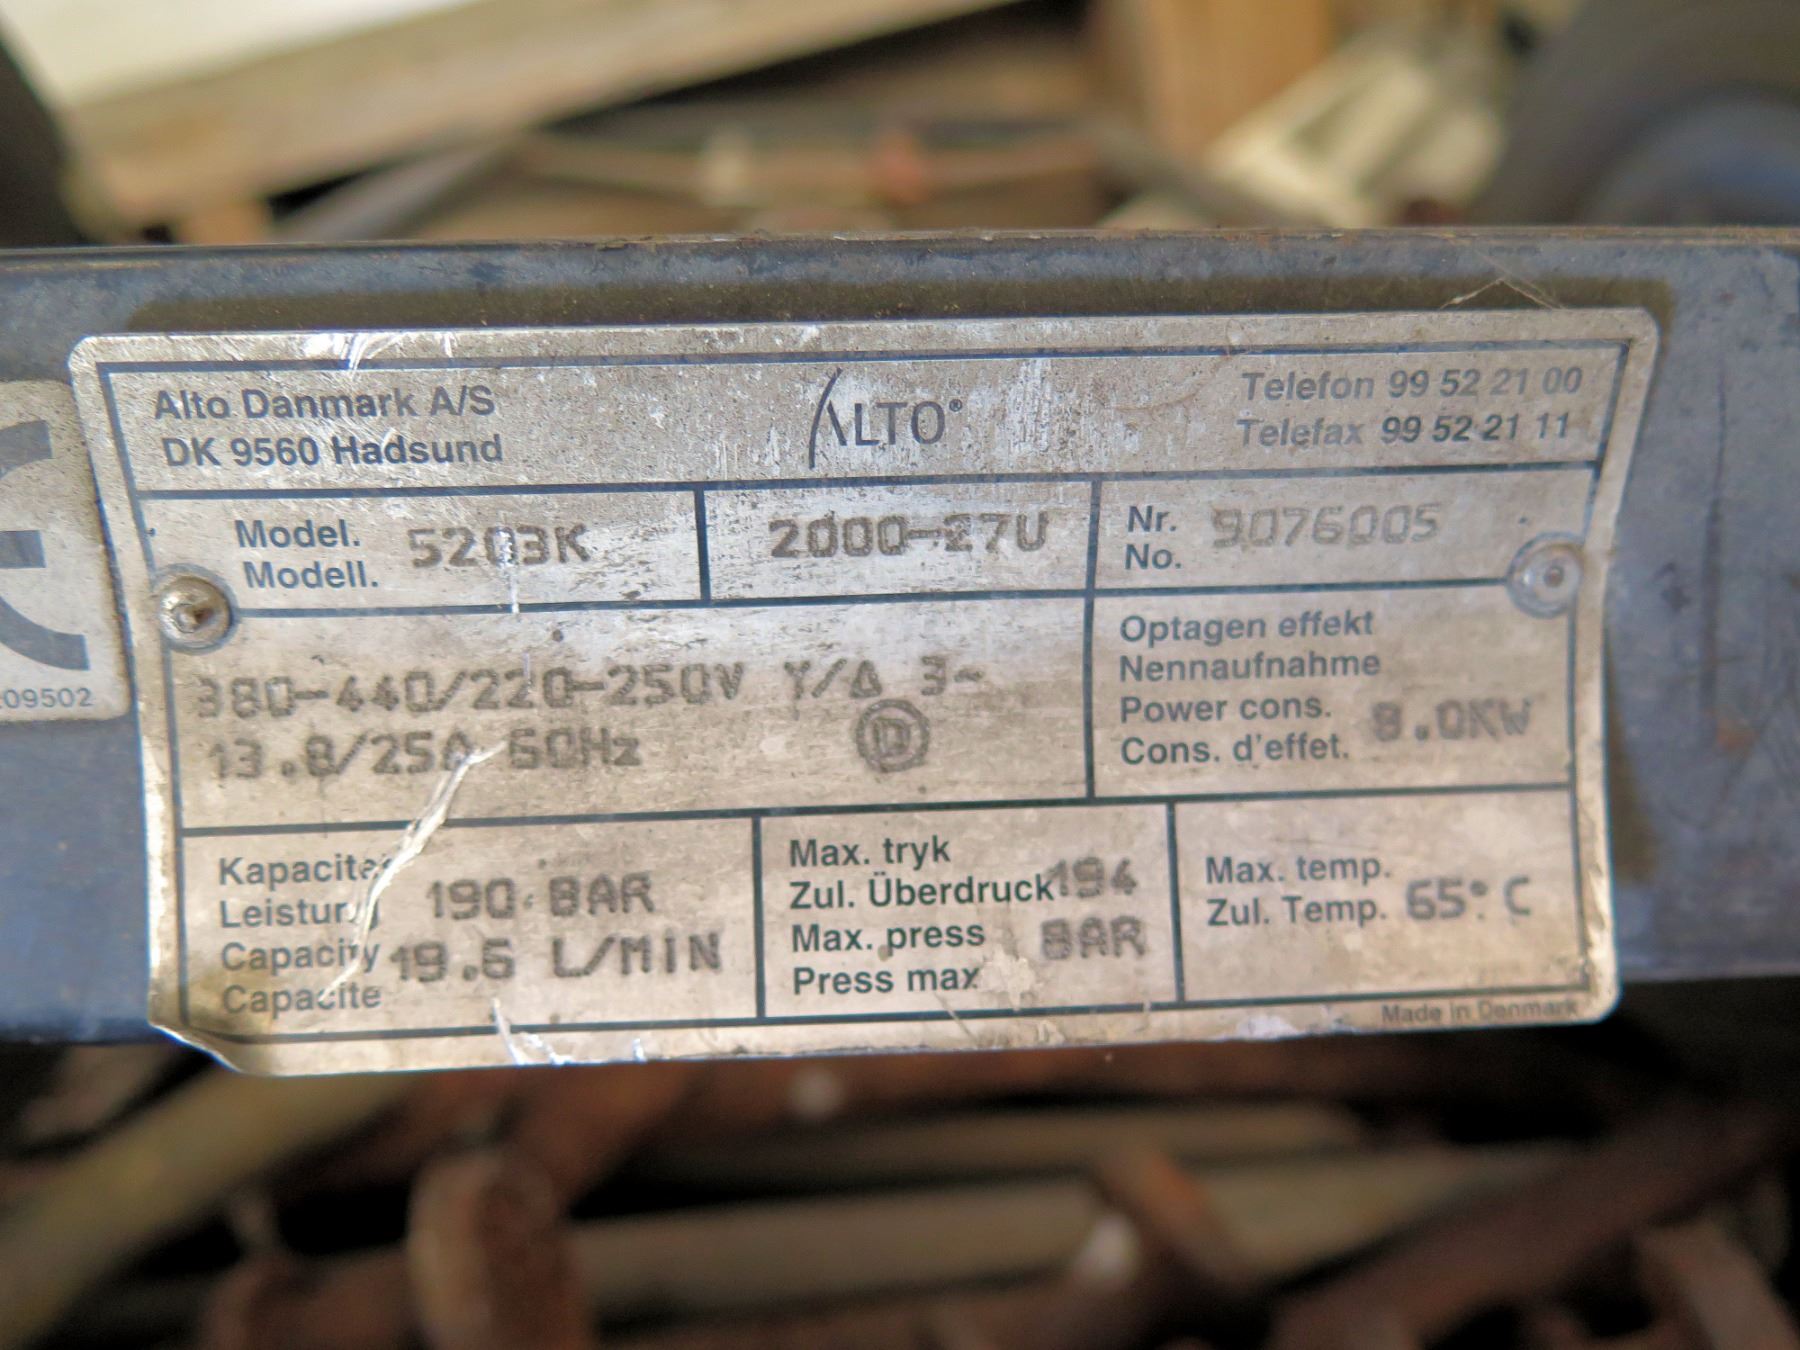 Alto Danmark A/S
DK 9560 Hadsund
ALTO®
Telefon 99 52 21 00
Telefax 99 52 21 11
Model.
Modell.
5203K
2000-27U
Nr.
No.
9076005
380-440/220-250V Y/Δ 3~
13.8/25A 60Hz
D
Optagen effekt
Nennaufnahme
Power cons.
Cons. d'effet.
8.0KW
Kapacitet
Leistung
Capacity
Capacite
190 BAR
19.6 L/MIN
Max. tryk
Zul. Überdruck
Max. press
Press max
194
BAR
Max. temp.
Zul. Temp.
65° C
Made in Denmark
CE
09502